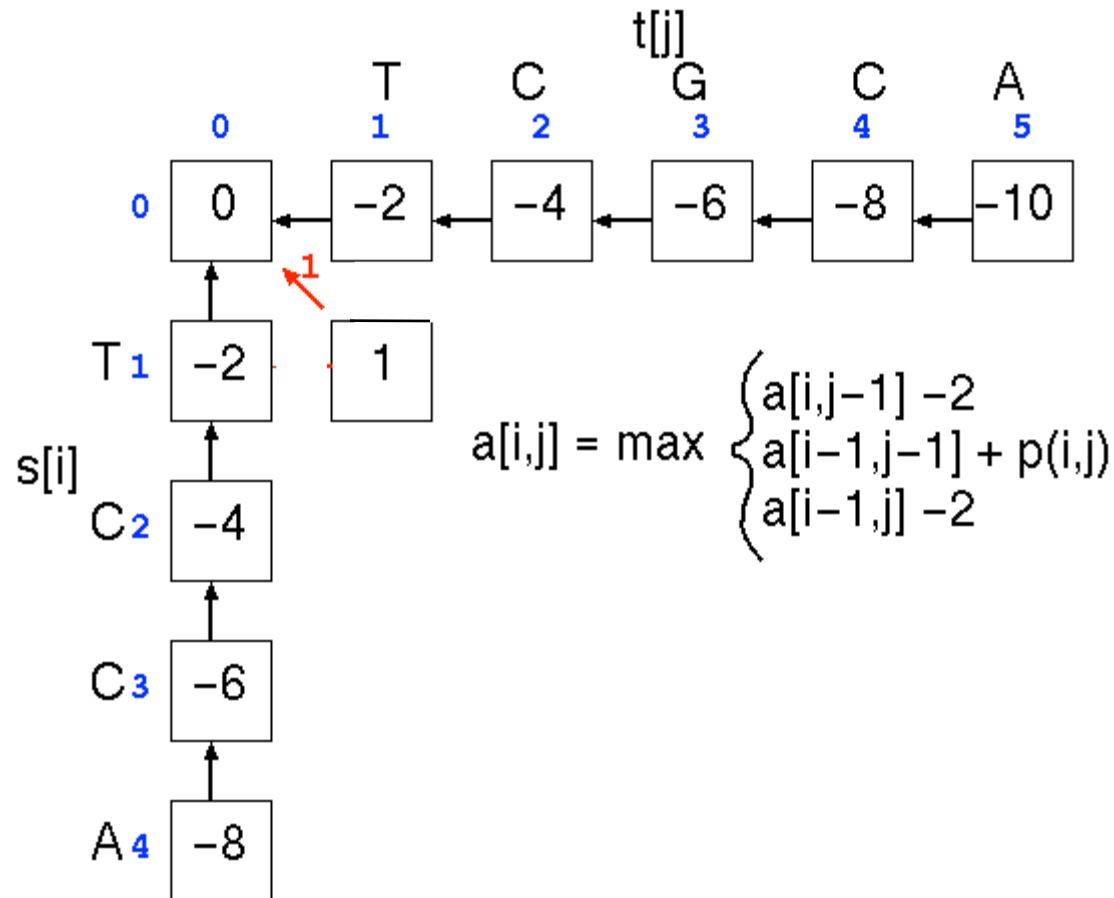 t[j]
T C G C A
0 1 2 3 4 5
0 0 −2 −4 −6 −8 −10
1
T 1 −2 1
a[i,j] = max
a[i,j−1] −2
a[i−1,j−1] + p(i,j)
a[i−1,j] −2
s[i]
C 2 −4
C 3 −6
A 4 −8